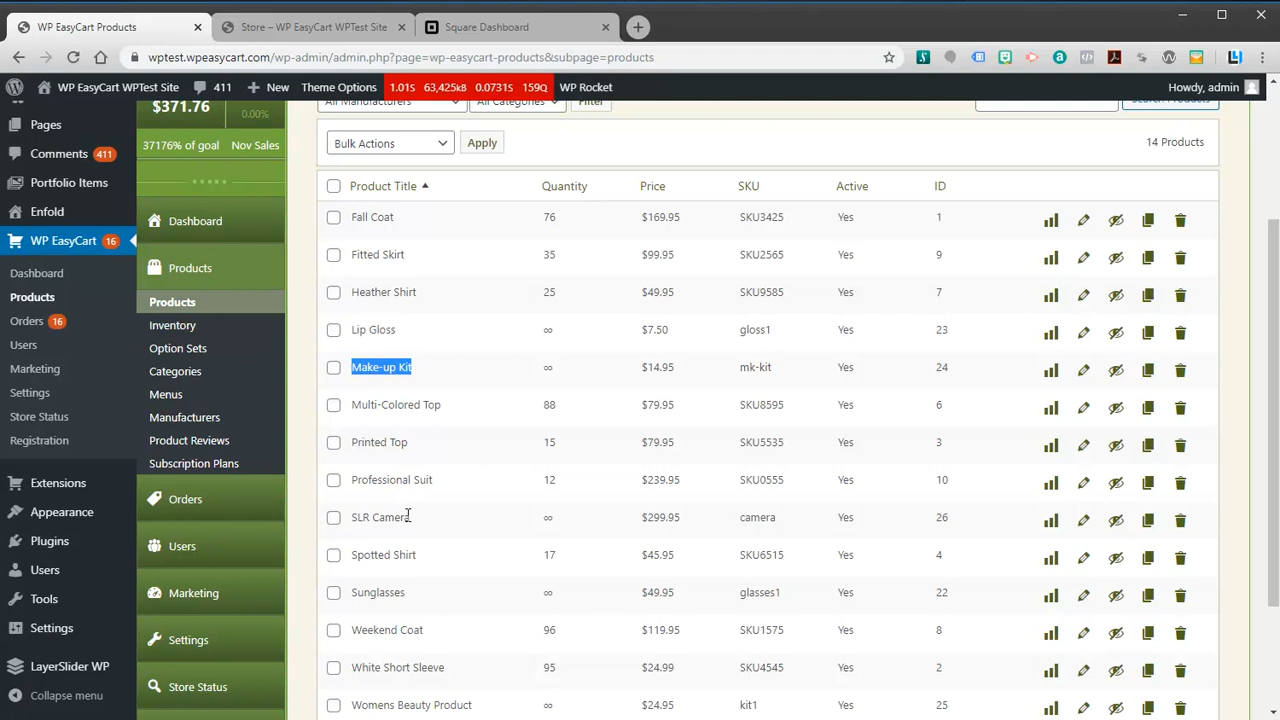 WP EasyCart Products
Store – WP EasyCart WPTest Site
Square Dashboard
wptest.wpeasycart.com/wp-admin/admin.php?page=wp-easycart-products&subpage=products
WP EasyCart WPTest Site
411
New
Theme Options
1.01S 63,425kB 0.0731S 159Q
WP Rocket
Howdy, admin
Pages
Comments 411
Portfolio Items
Enfold
WP EasyCart 16
Dashboard
Products
Orders 16
Users
Marketing
Settings
Store Status
Registration
Extensions
Appearance
Plugins
Users
Tools
Settings
LayerSlider WP
Collapse menu
$371.76
0.00%
37176% of goal
Nov Sales
Dashboard
Products
Products
Inventory
Option Sets
Categories
Menus
Manufacturers
Product Reviews
Subscription Plans
Orders
Users
Marketing
Settings
Store Status
All Manufacturers
All Categories
Filter
Search Products
Bulk Actions
Apply
14 Products
Product Title Quantity Price SKU Active ID
Fall Coat 76 $169.95 SKU3425 Yes 1
Fitted Skirt 35 $99.95 SKU2565 Yes 9
Heather Shirt 25 $49.95 SKU9585 Yes 7
Lip Gloss ∞ $7.50 gloss1 Yes 23
Make-up Kit ∞ $14.95 mk-kit Yes 24
Multi-Colored Top 88 $79.95 SKU8595 Yes 6
Printed Top 15 $79.95 SKU5535 Yes 3
Professional Suit 12 $239.95 SKU0555 Yes 10
SLR Camera ∞ $299.95 camera Yes 26
Spotted Shirt 17 $45.95 SKU6515 Yes 4
Sunglasses ∞ $49.95 glasses1 Yes 22
Weekend Coat 96 $119.95 SKU1575 Yes 8
White Short Sleeve 95 $24.99 SKU4545 Yes 2
Womens Beauty Product ∞ $24.95 kit1 Yes 25